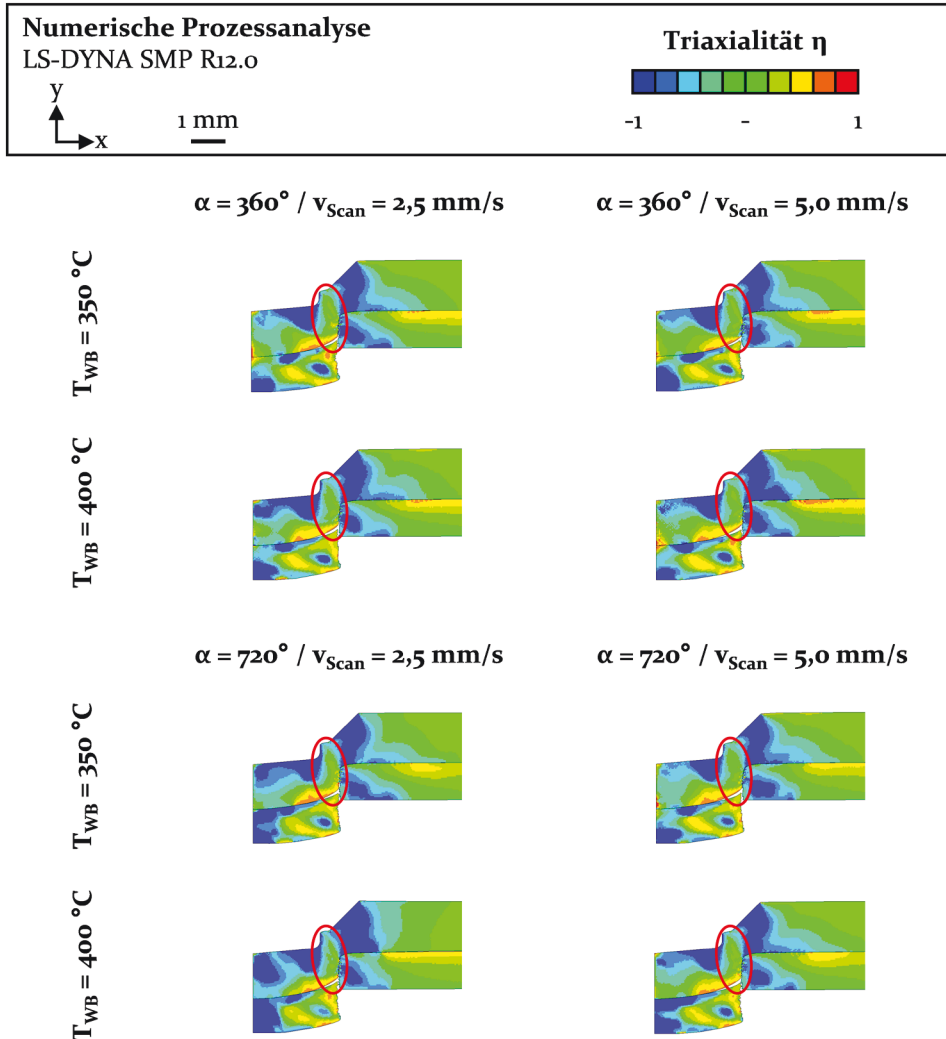 Numerische Prozessanalyse
LS-DYNA SMP R12.0
y
x
1 mm
Triaxialität η
-1 - 1
α = 360° / vScan = 2,5 mm/s
α = 360° / vScan = 5,0 mm/s
TWB = 350 °C
TWB = 400 °C
α = 720° / vScan = 2,5 mm/s
α = 720° / vScan = 5,0 mm/s
TWB = 350 °C
TWB = 400 °C